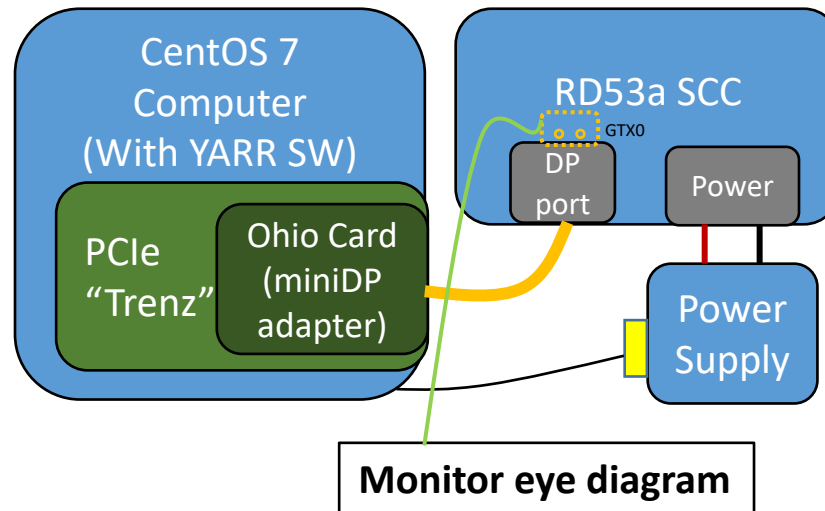 CentOS 7
Computer
(With YARR SW)
PCIe
“Trenz”
Ohio Card
(miniDP
adapter)
RD53a SCC
GTX0
DP
port
Power
Power
Supply
Monitor eye diagram